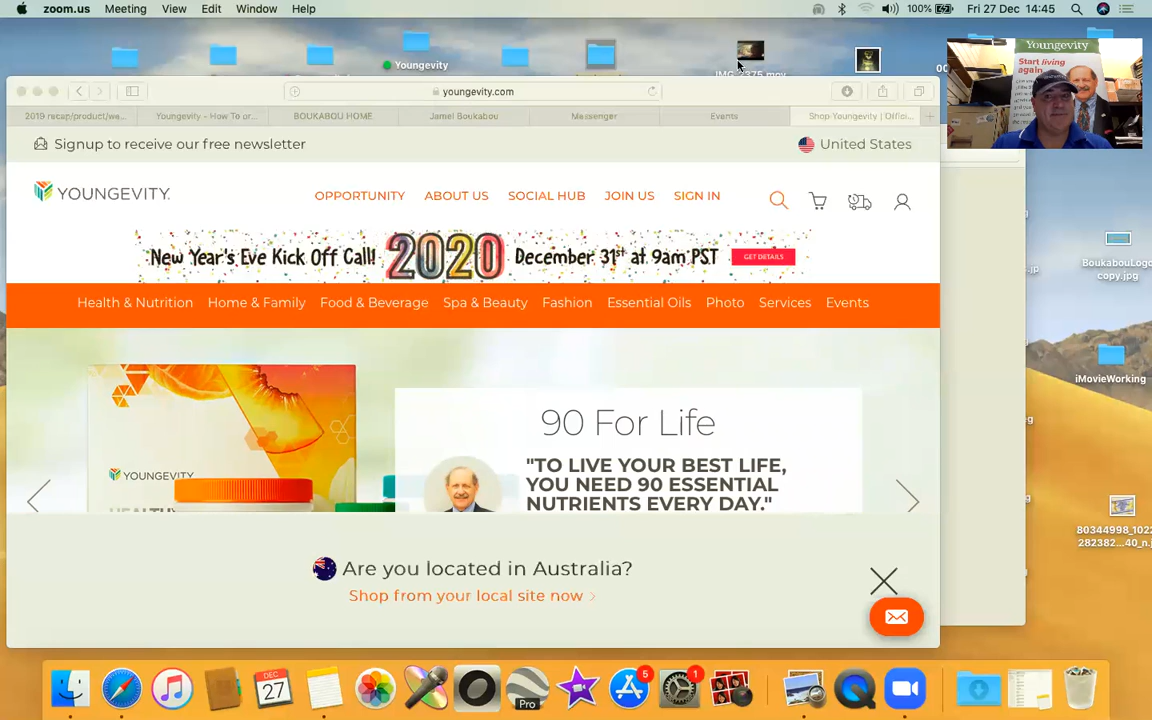 zoom.us Meeting View Edit Window Help 100% Fri 27 Dec 14:45
Youngevity
Youngevity
Start living
again
youngevity.com
2019 recap/product/we... Youngevity - How To or... BOUKABOU HOME Jamel Boukabou Messenger Events Shop Youngevity | Offici...
Signup to receive our free newsletter United States
YOUNGEVITY. OPPORTUNITY ABOUT US SOCIAL HUB JOIN US SIGN IN
New Year's Eve Kick Off Call! 2020 December 31st at 9am PST GET DETAILS
Health & Nutrition Home & Family Food & Beverage Spa & Beauty Fashion Essential Oils Photo Services Events
90 For Life
"TO LIVE YOUR BEST LIFE,
YOU NEED 90 ESSENTIAL
NUTRIENTS EVERY DAY."
YOUNGEVITY
Are you located in Australia?
Shop from your local site now >
BoukabouLogo
copy.jpg
iMovieWorking
80344998_1022
282382...40_n.j
DEC
27
Pro
5
1